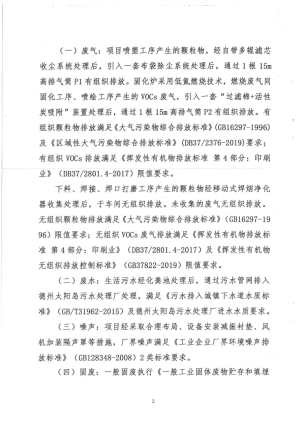 （一）废气：项目喷塑工序产生的颗粒物，经自带多辊滤芯
收尘系统处理后，引入一套布袋除尘系统处理后，通过1根15m
高排气筒P1有组织排放。固化炉采用低氮燃烧技术，燃烧废气同
固化工序、喷绘工序产生的VOCs废气，引入一套“过滤棉+活性
炭吸附”装置处理后，通过1根15m高排气筒P2有组织排放。有
组织颗粒物排放满足《大气污染物综合排放标准》(GB16297-1996)
及《区域性大气污染物综合排放标准》(DB37/2376-2019)要求；
有组织VOCs排放满足《挥发性有机物排放标准 第4部分：印刷
业》（DB37/2801.4-2017）限值要求。
下料、焊接、焊口打磨工序产生的颗粒物经移动式焊烟净化
器收集处理后，于车间无组织排放。未收集的废气无组织排放。
无组织颗粒物排放满足《大气污染物综合排放标准》（GB16297-19
96）限值要求；无组织VOCs废气排放满足《挥发性有机物排放标
准 第4部分：印刷业》（DB37/2801.4-2017）及《挥发性有机物
无组织排放控制标准》（GB37822-2019）限值要求。
（二）废水：生活污水经化粪池处理后，通过污水管网排入
德州太阳岛污水处理厂处理，满足《污水排入城镇下水道水质标
准》（GB/T31962-2015）及德州太阳岛污水处理厂进水水质要求。
（三）噪声：项目经采取合理布局、设备安装减振衬垫、风
机加装隔声罩等措施，厂界噪声满足《工业企业厂界环境噪声排
放标准》（GB128348-2008）2类标准要求。
（四）固废：一般固废执行《一般工业固体废物贮存和填埋
2